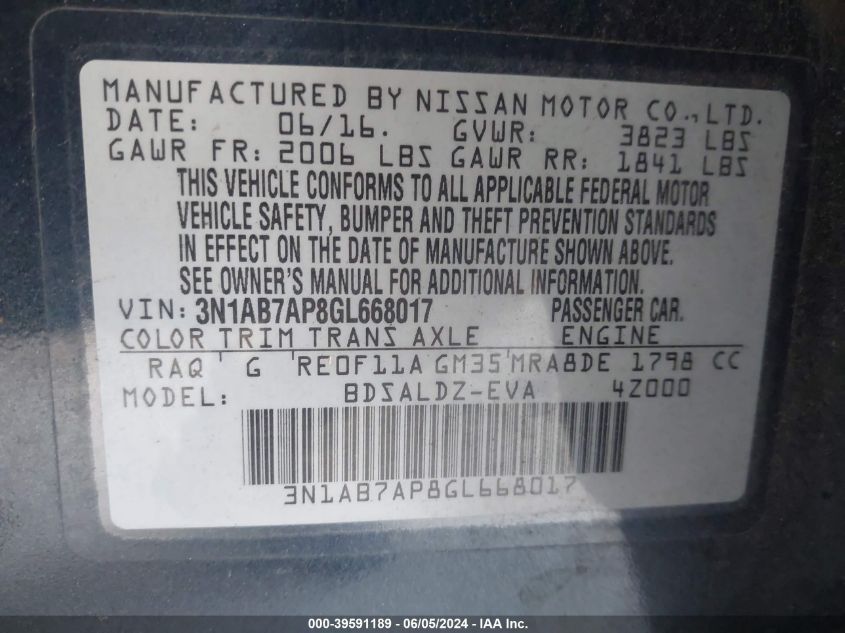 MANUFACTURED BY NISSAN MOTOR CO., LTD.
DATE: 06/16. GVWR: 3823 LBS
GAWR FR: 2006 LBS GAWR RR: 1841 LBS
THIS VEHICLE CONFORMS TO ALL APPLICABLE FEDERAL MOTOR
VEHICLE SAFETY, BUMPER AND THEFT PREVENTION STANDARDS
IN EFFECT ON THE DATE OF MANUFACTURE SHOWN ABOVE.
SEE OWNER'S MANUAL FOR ADDITIONAL INFORMATION.
VIN: 3N1AB7AP8GL668017 PASSENGER CAR.
COLOR TRIM TRANS AXLE ENGINE
RAQ G RE0F11A GM35 MRA8DE 1798 CC
MODEL: BDSALDZ-EVA 4Z000
3N1AB7AP8GL668017
000-39591189 - 06/05/2024 - IAA Inc.